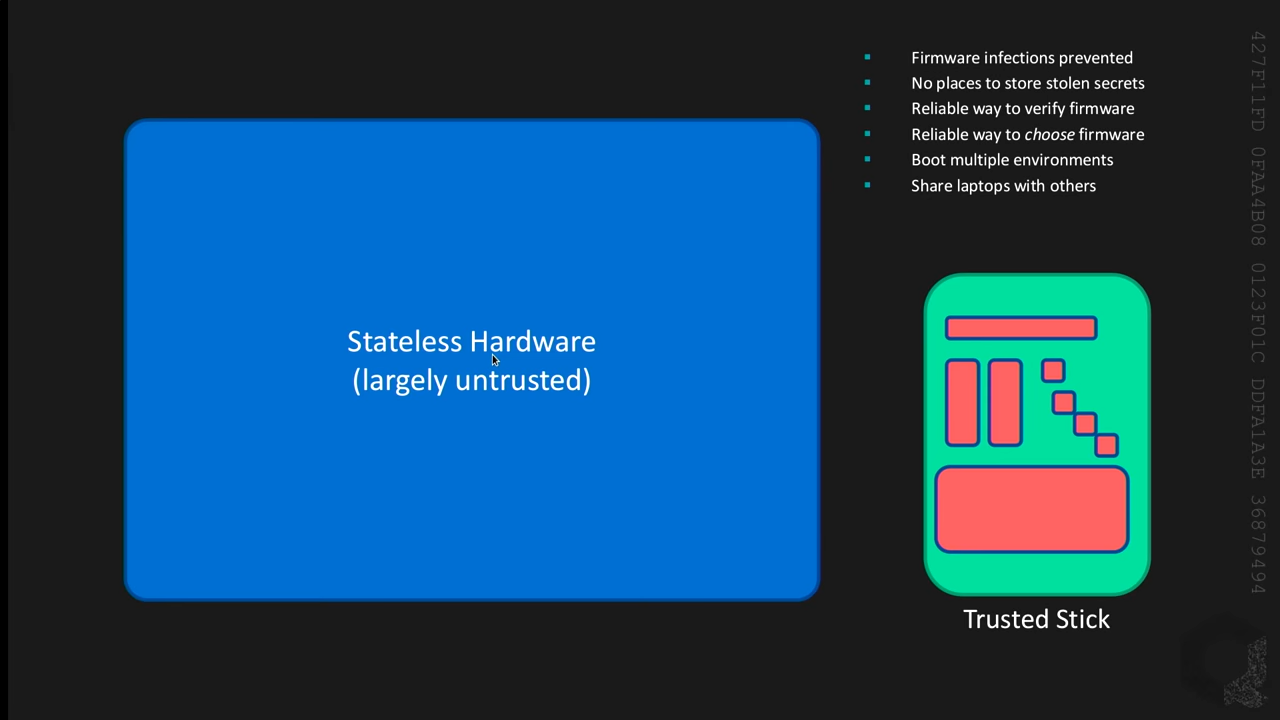 Firmware infections prevented
No places to store stolen secrets
Reliable way to verify firmware
Reliable way to choose firmware
Boot multiple environments
Share laptops with others
Stateless Hardware
(largely untrusted)
Trusted Stick
427F11FD 0FAA4B08 0123F01C DDFA1A3E 36879494